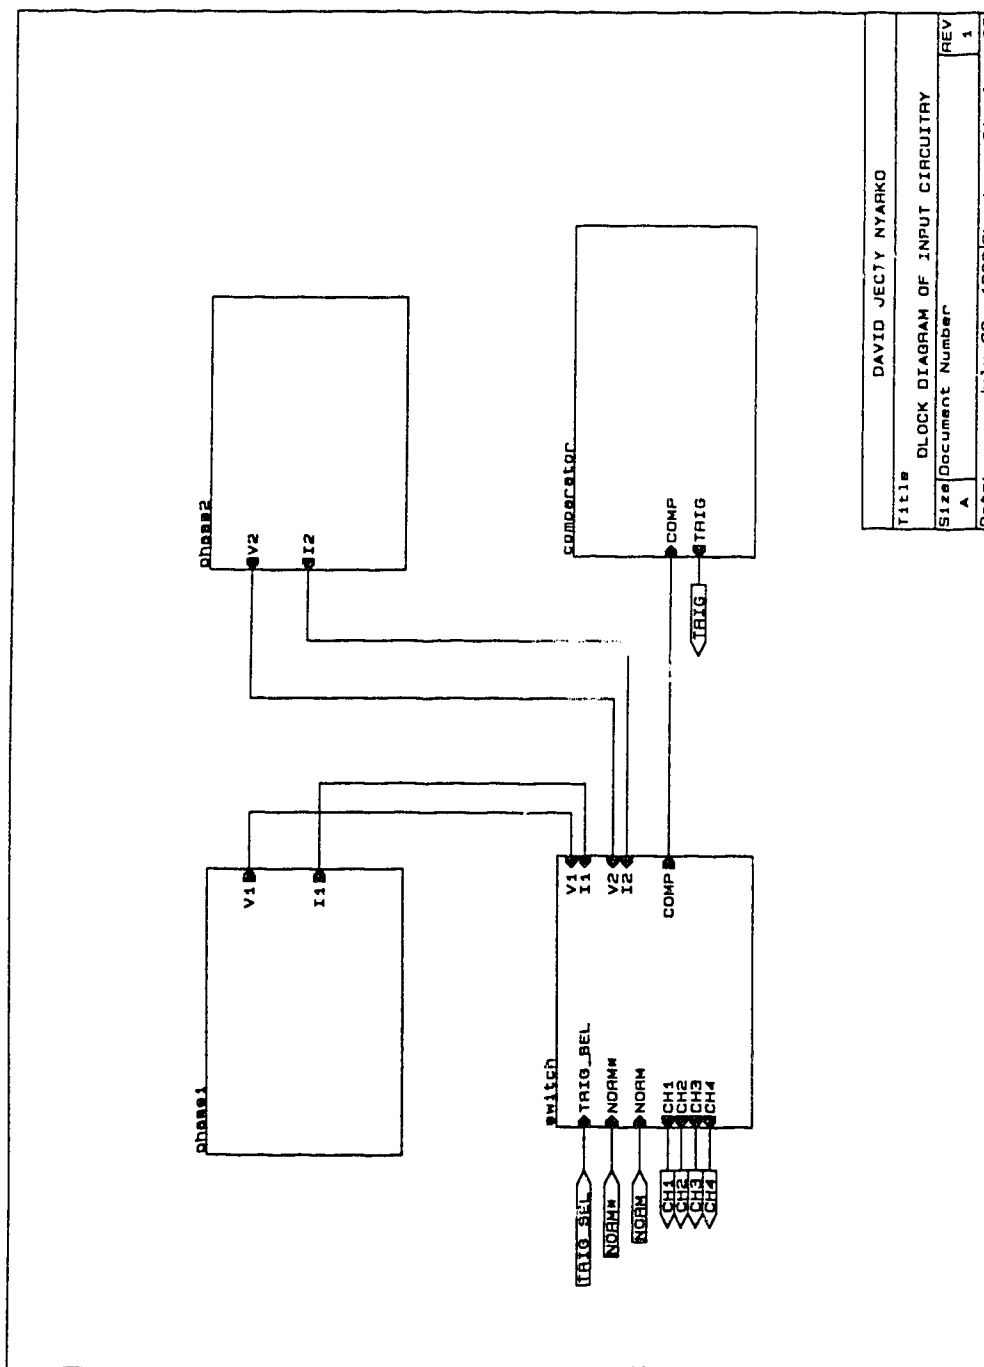 phase1
V1
I1
phase2
V2
I2
switch
TRIG_SEL
NORM*
NORM
CH1
CH2
CH3
CH4
V1
I1
V2
I2
COMP
TRIG_SEL
NORM*
NORM
CH1
CH2
CH3
CH4
comparator
COMP
TRIG
TRIG
DAVID JECTY NYARKO
Title
BLOCK DIAGRAM OF INPUT CIRCUITRY
Size Document Number
REV
A
1